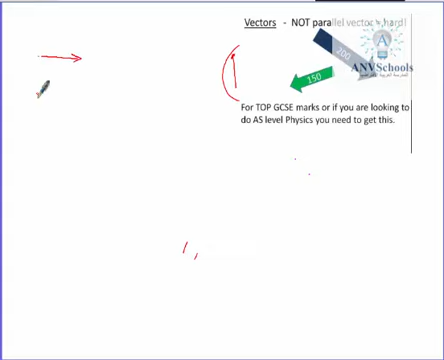 Vectors - NOT parallel vector - hard!
200
150
ANVSchools
For TOP GCSE marks or if you are looking to
do AS level Physics you need to get this.